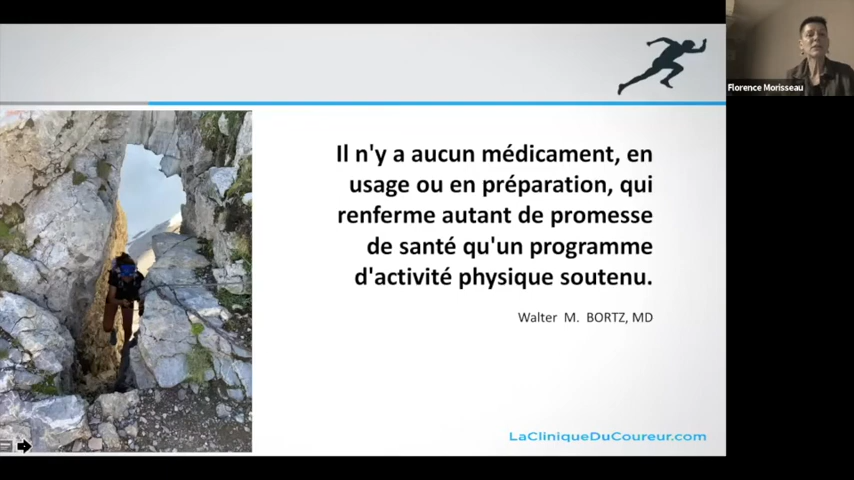 Florence Morisseau
Il n'y a aucun médicament, en
usage ou en préparation, qui
renferme autant de promesse
de santé qu'un programme
d'activité physique soutenu.
Walter M. BORTZ, MD
LaCliniqueDuCoureur.com